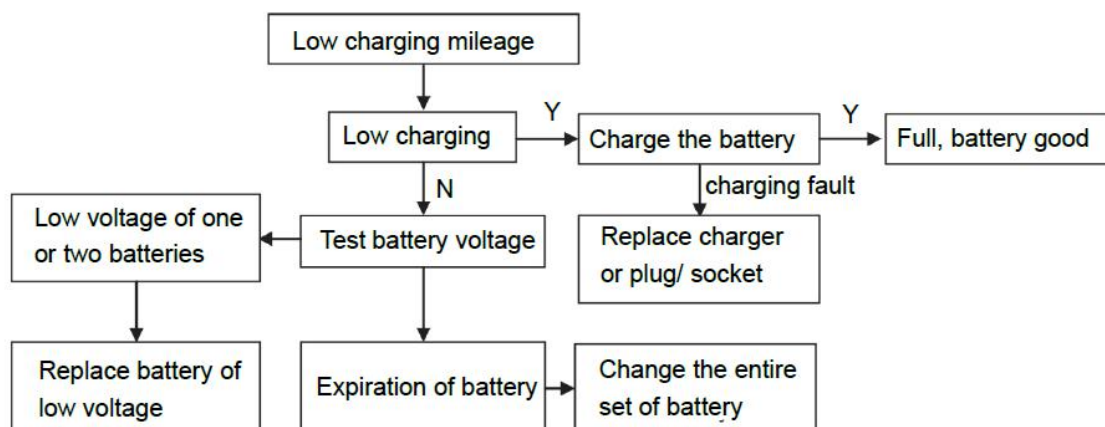 Low charging mileage
Y
Y
Low charging
Charge the battery
Full, battery good
N
charging fault
Low voltage of one
or two batteries
Test battery voltage
Replace charger
or plug/ socket
Replace battery of
low voltage
Expiration of battery
Change the entire
set of battery